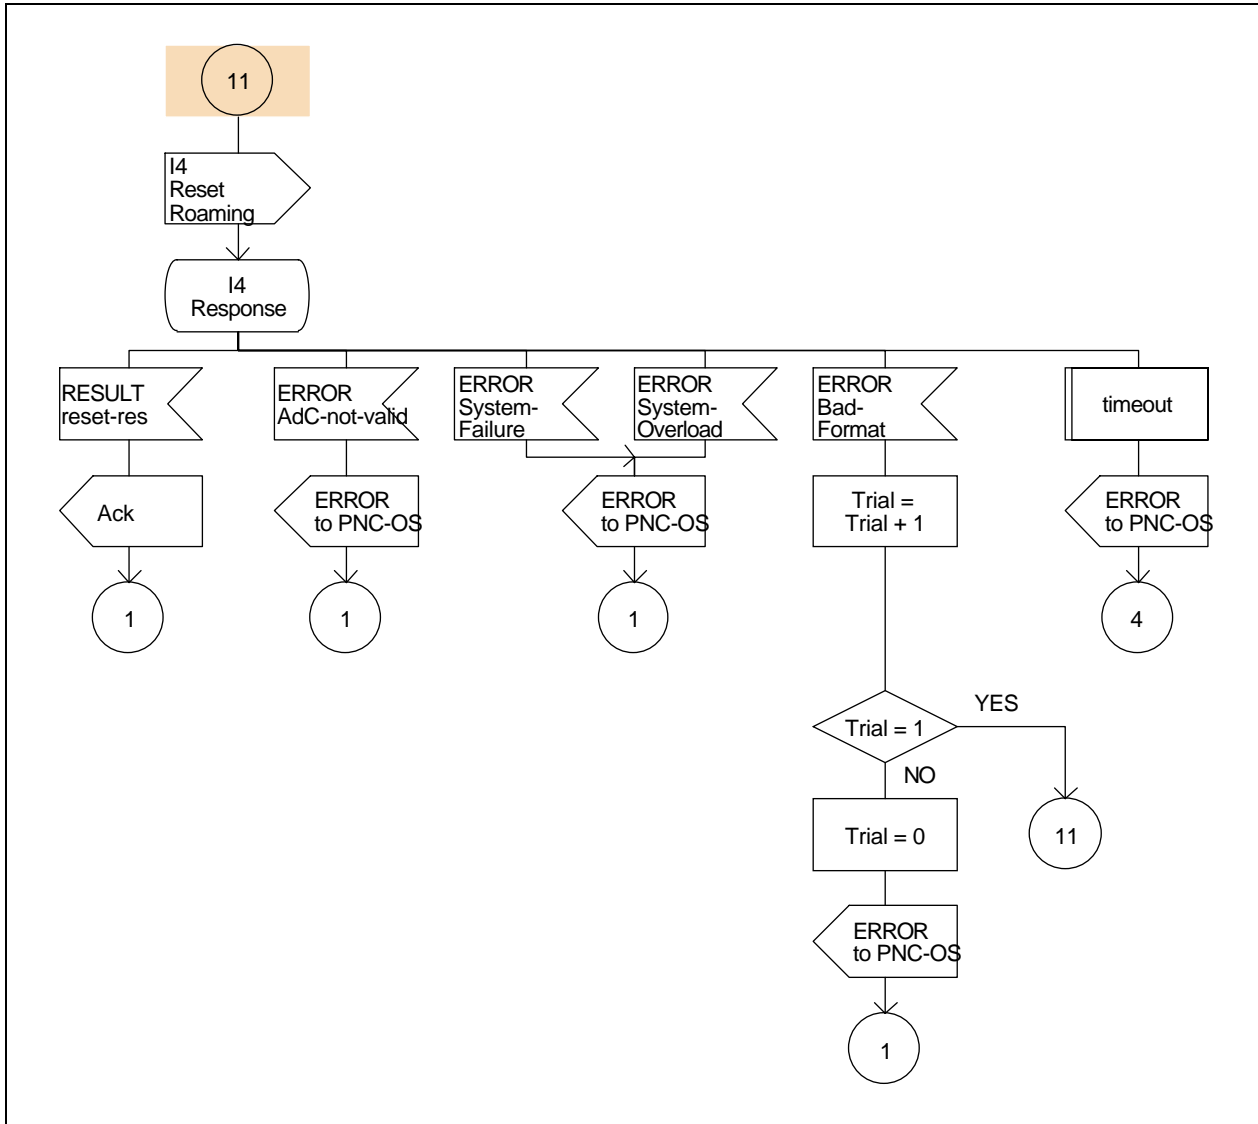 11
I4
Reset
Roaming
I4
Response
RESULT
reset-res
ERROR
AdC-not-valid
ERROR
System-
Failure
ERROR
System-
Overload
ERROR
Bad-
Format
timeout
Ack
ERROR
to PNC-OS
ERROR
to PNC-OS
Trial =
Trial + 1
ERROR
to PNC-OS
1
1
1
4
Trial = 1
YES
NO
Trial = 0
11
ERROR
to PNC-OS
1